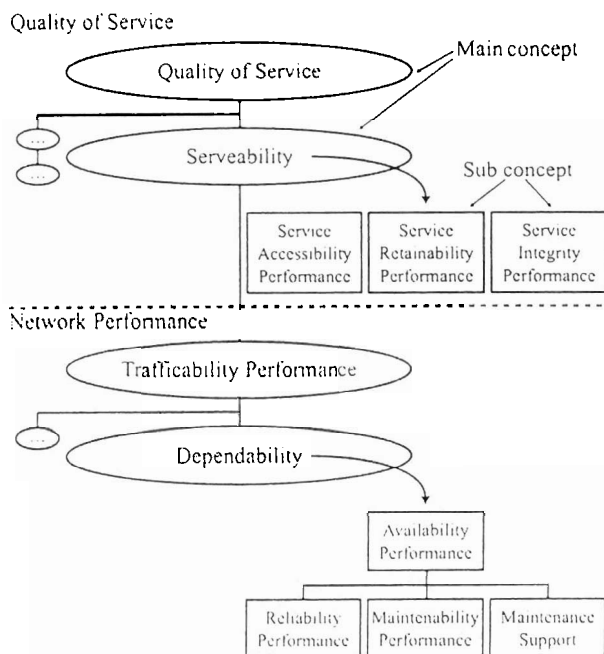 Quality of Service
Main concept
Quality of Service
...
Serveability
...
Sub concept
Service
Accessibility
Performance
Service
Retainability
Performance
Service
Integrity
Performance
Network Performance
Trafficability Performance
...
Dependability
Availability
Performance
Reliability
Performance
Maintenability
Performance
Maintenance
Support